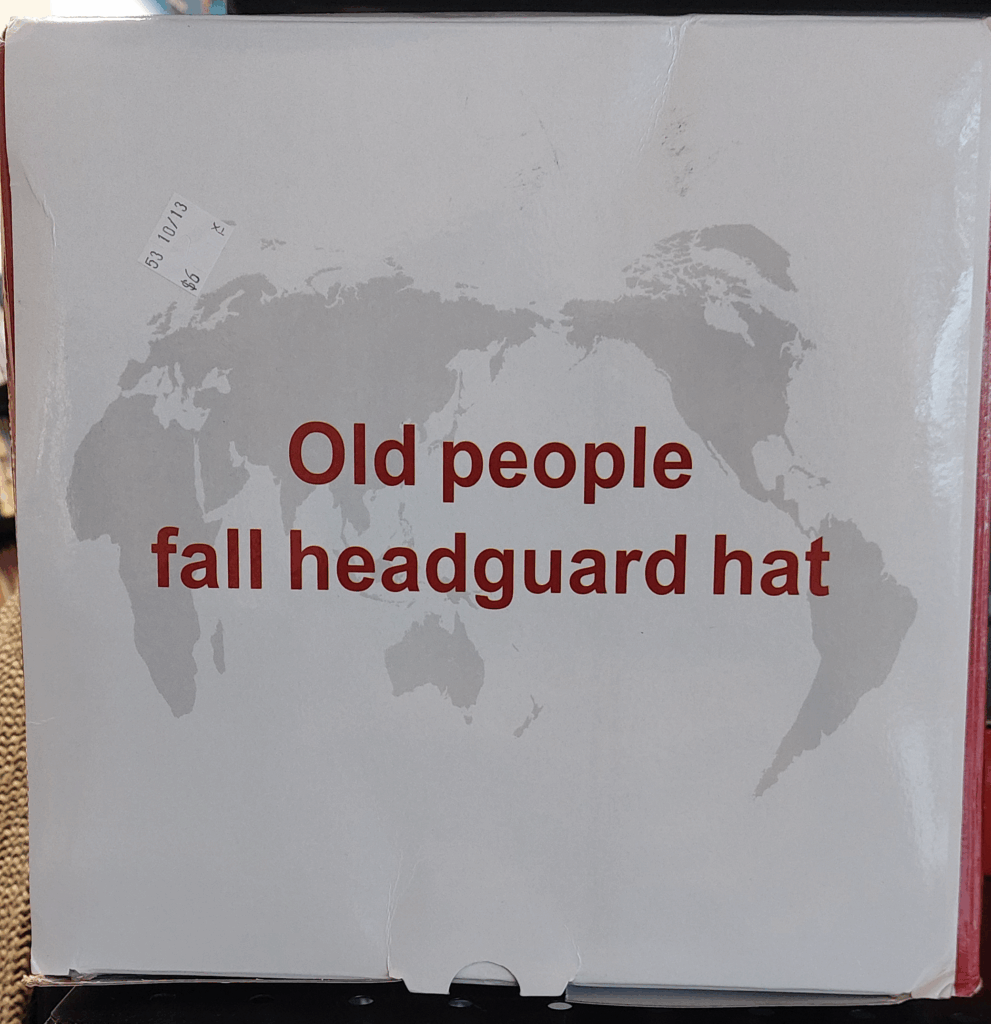 53 10/13
$6
Old people
fall headguard hat